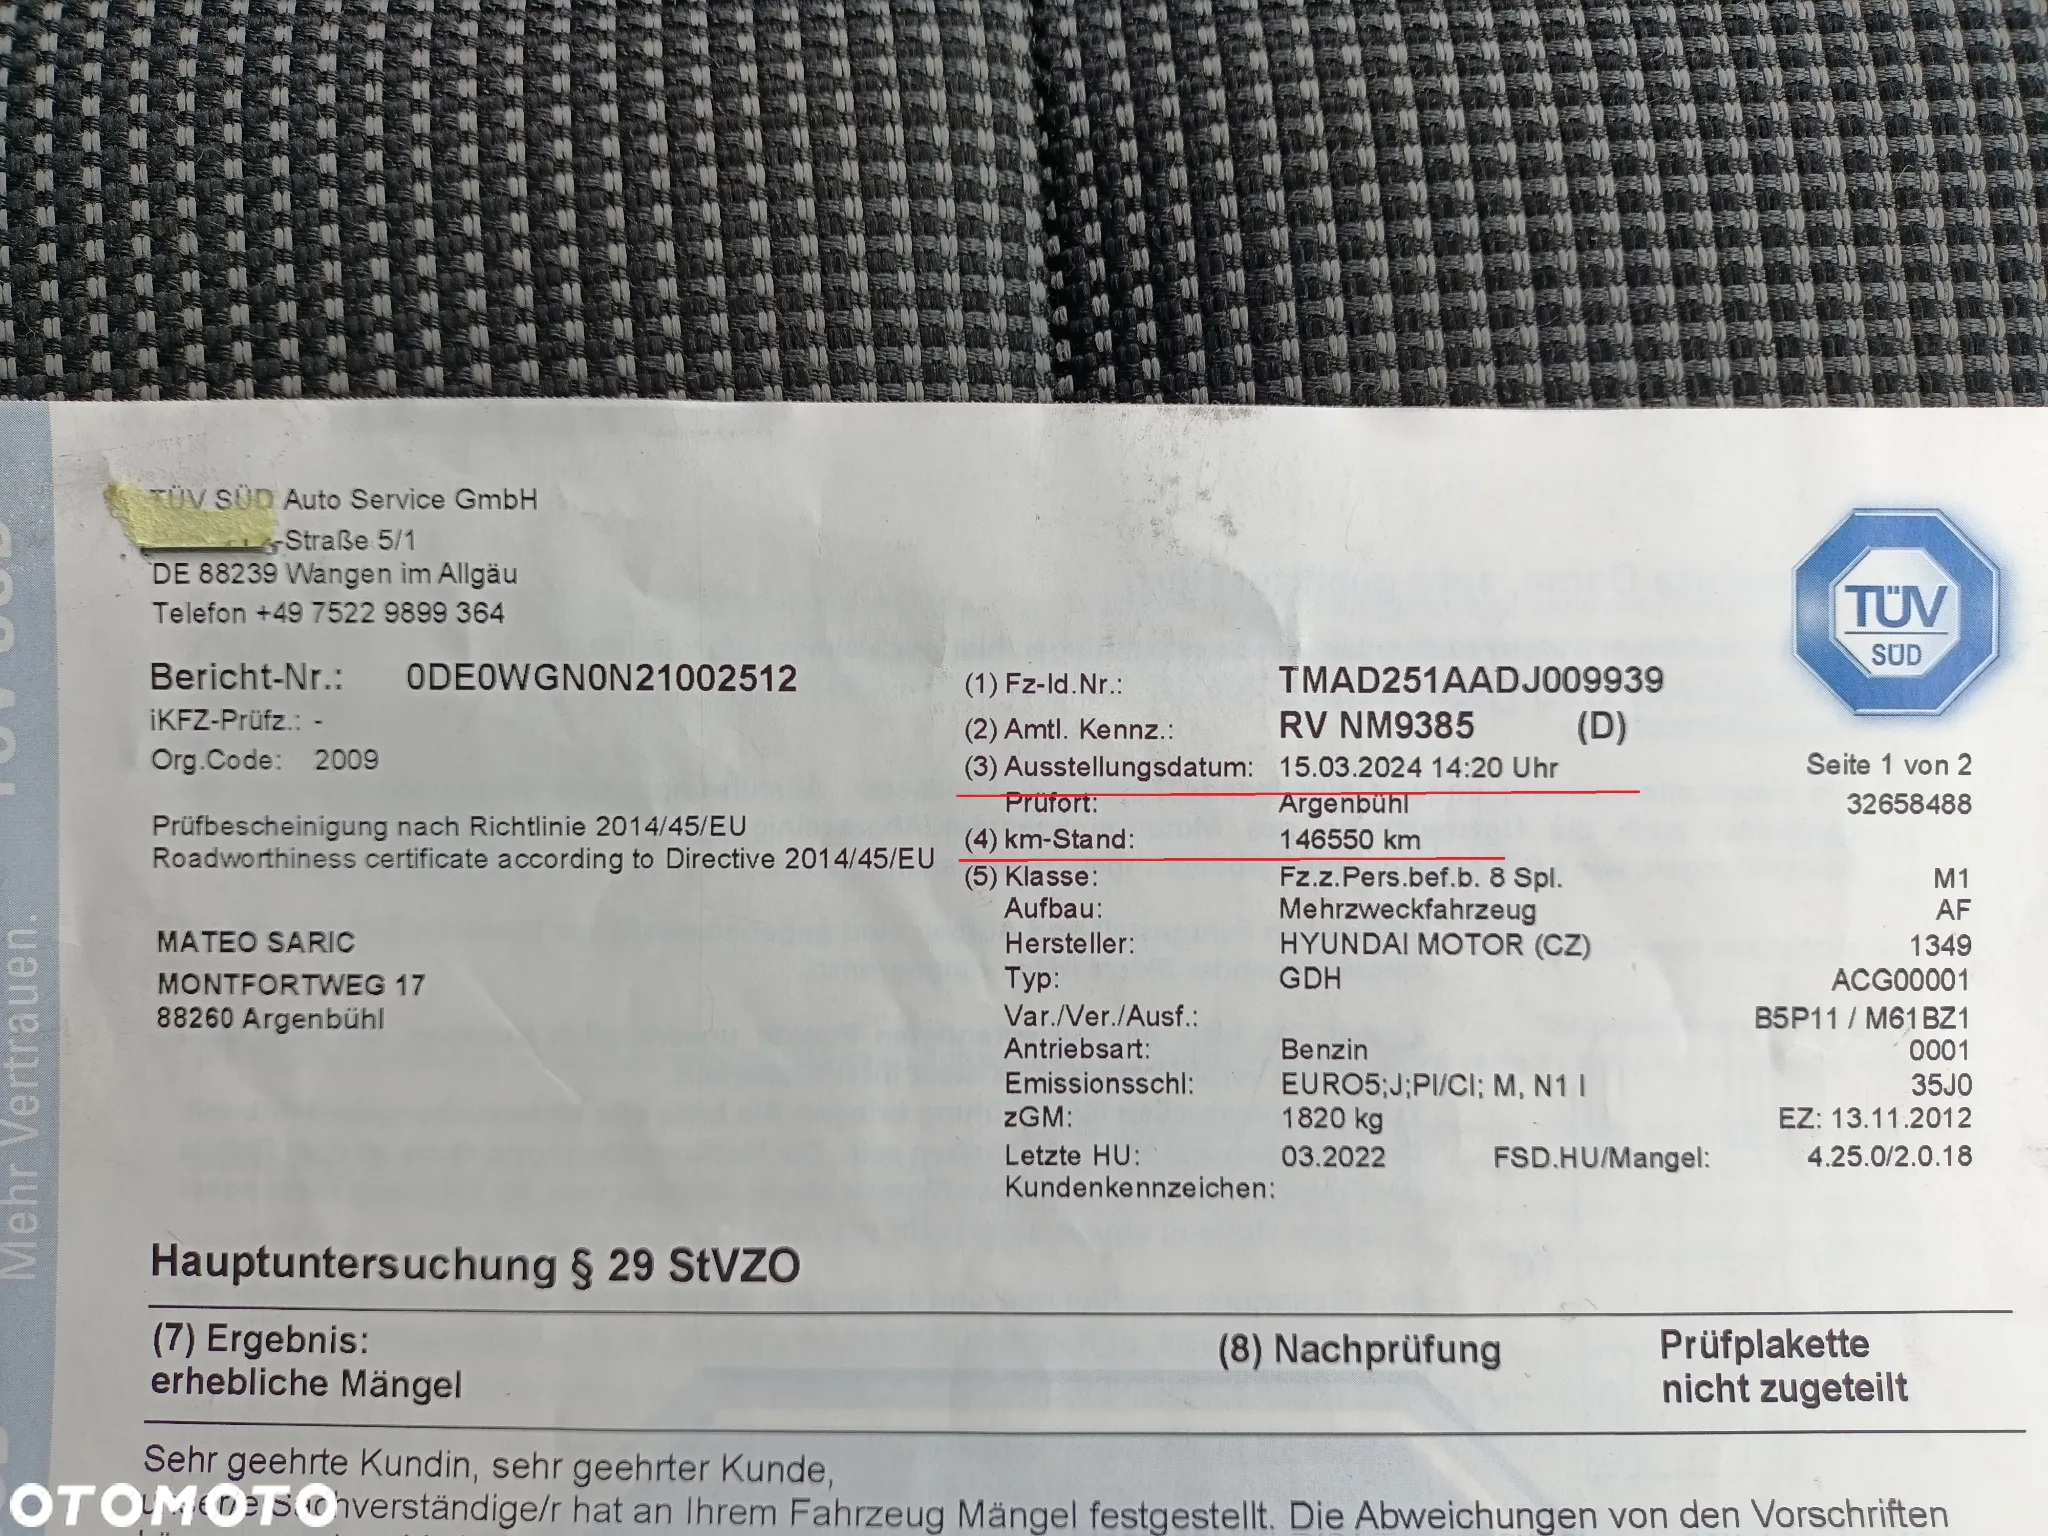 TÜV SÜD Auto Service GmbH
-Straße 5/1
DE 88239 Wangen im Allgäu
Telefon +49 7522 9899 364
TÜV
SÜD
Bericht-Nr.: 0DE0WGN0N21002512
iKFZ-Prüfz.: -
Org.Code: 2009
Prüfbescheinigung nach Richtlinie 2014/45/EU
Roadworthiness certificate according to Directive 2014/45/EU
MATEO SARIC
MONTFORTWEG 17
88260 Argenbühl
(1) Fz-Id.Nr.: TMAD251AADJ009939
(2) Amtl. Kennz.: RV NM9385 (D)
(3) Ausstellungsdatum: 15.03.2024 14:20 Uhr Seite 1 von 2
Prüfort: Argenbühl 32658488
(4) km-Stand: 146550 km
(5) Klasse: Fz.z.Pers.bef.b. 8 Spl. M1
Aufbau: Mehrzweckfahrzeug AF
Hersteller: HYUNDAI MOTOR (CZ) 1349
Typ: GDH ACG00001
Var./Ver./Ausf.: B5P11 / M61BZ1
Antriebsart: Benzin 0001
Emissionsschl: EURO5;J;PI/CI; M, N1 I 35J0
zGM: 1820 kg EZ: 13.11.2012
Letzte HU: 03.2022 FSD.HU/Mangel: 4.25.0/2.0.18
Kundenkennzeichen:
Mehr Vertrauen.
Hauptuntersuchung § 29 StVZO
(7) Ergebnis: (8) Nachprüfung Prüfplakette
erhebliche Mängel nicht zugeteilt
Sehr geehrte Kundin, sehr geehrter Kunde,
unser/e Sachverständige/r hat an Ihrem Fahrzeug Mängel festgestellt. Die Abweichungen von den Vorschriften
OTOMOTO